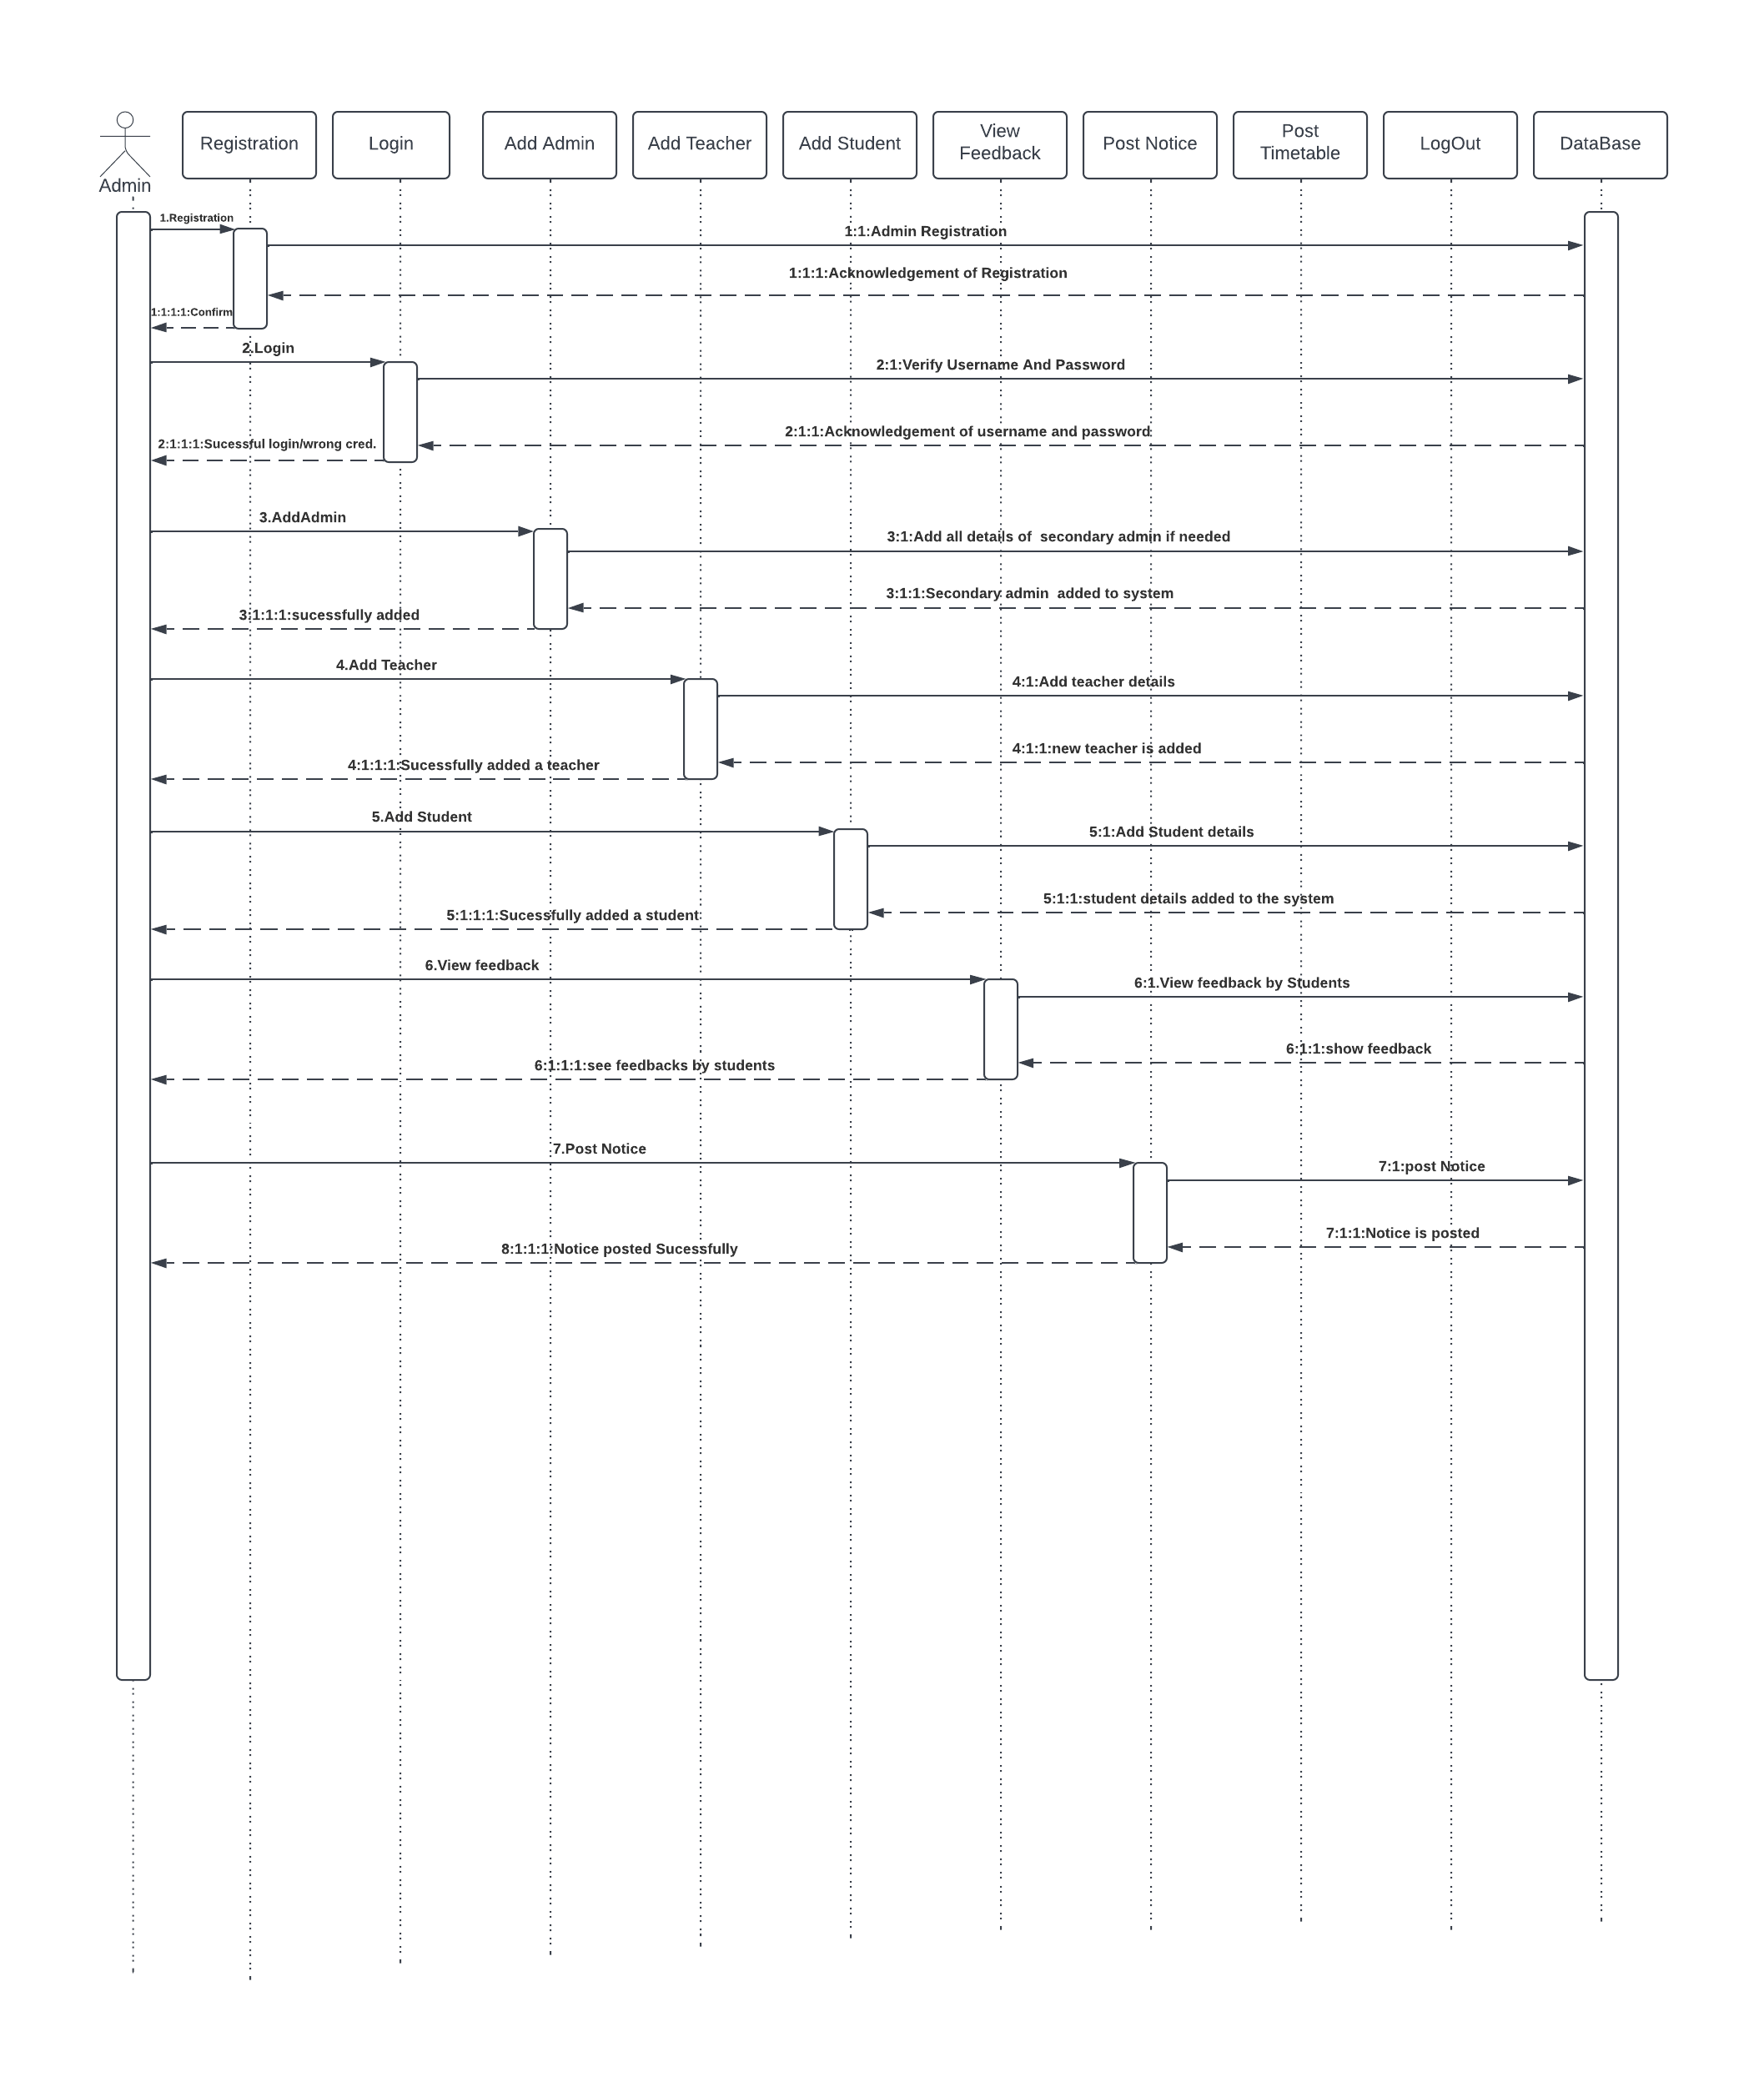 Admin
Registration
Login
Add Admin
Add Teacher
Add Student
View
Feedback
Post Notice
Post
Timetable
LogOut
DataBase
1.Registration
1:1:Admin Registration
1:1:1:Acknowledgement of Registration
1:1:1:1:Confirm
2.Login
2:1:Verify Username And Password
2:1:1:Acknowledgement of username and password
2:1:1:1:Sucessful login/wrong cred.
3.AddAdmin
3:1:Add all details of  secondary admin if needed
3:1:1:Secondary admin  added to system
3:1:1:1:sucessfully added
4.Add Teacher
4:1:Add teacher details
4:1:1:new teacher is added
4:1:1:1:Sucessfully added a teacher
5.Add Student
5:1:Add Student details
5:1:1:student details added to the system
5:1:1:1:Sucessfully added a student
6.View feedback
6:1.View feedback by Students
6:1:1:show feedback
6:1:1:1:see feedbacks by students
7.Post Notice
7:1:post Notice
7:1:1:Notice is posted
8:1:1:1:Notice posted Sucessfully